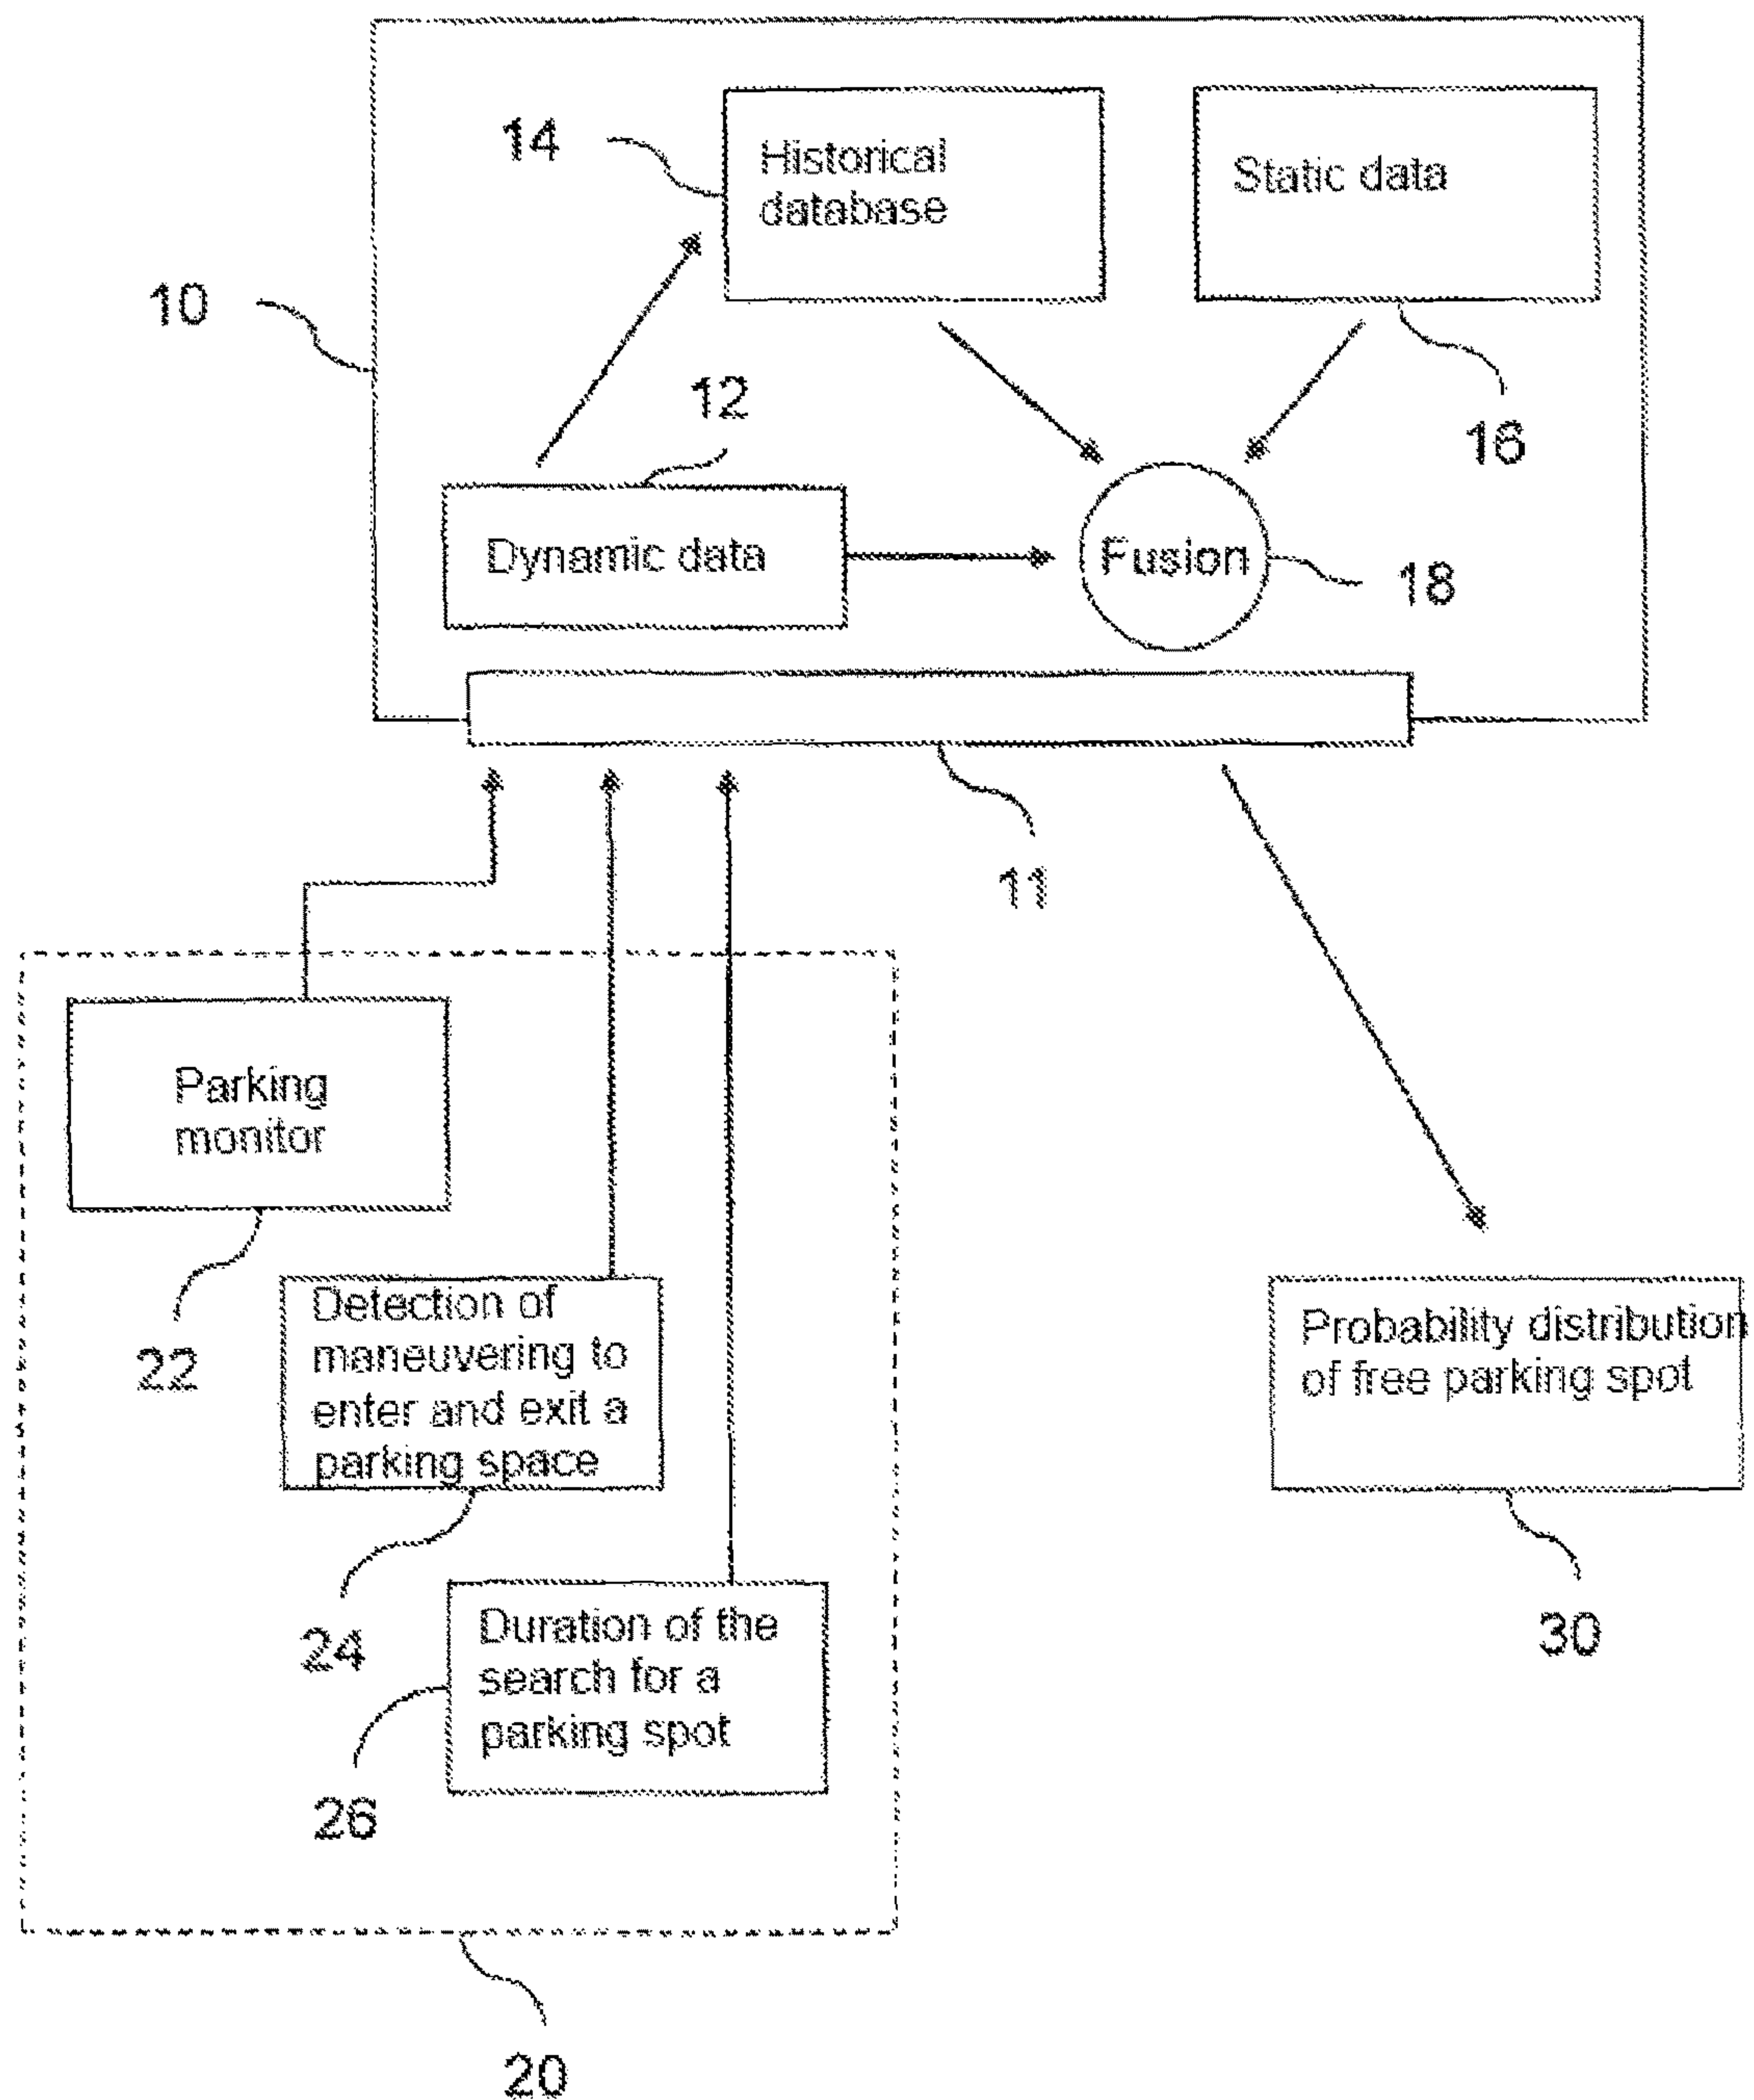 14
Historical
database
Static data
10
12
16
Dynamic data
Fusion
18
11
Parking
monitor
22
Detection of
maneuvering to
enter and exit a
parking space
Probability distribution
of free parking spot
24
30
Duration of the
search for a
parking spot
26
20